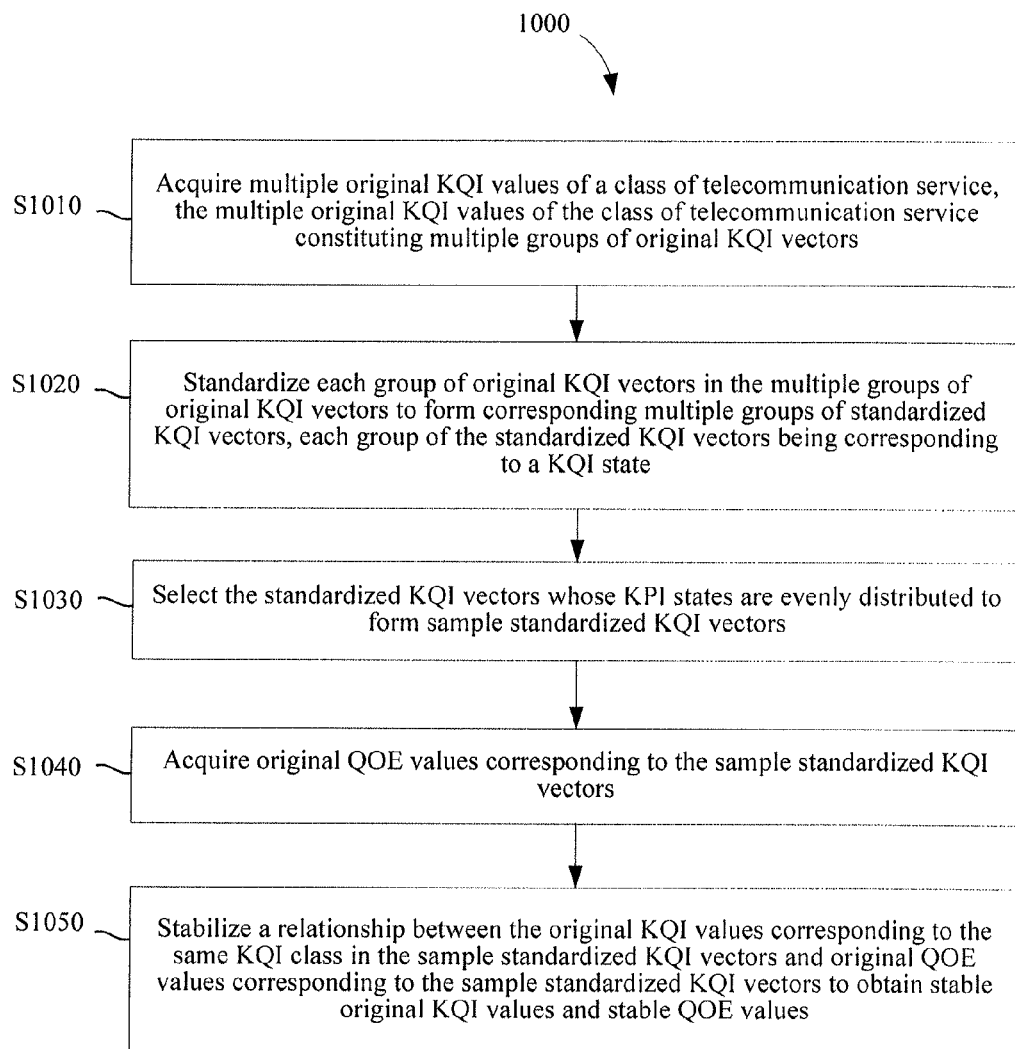 1000
S1010
Acquire multiple original KQI values of a class of telecommunication service,
the multiple original KQI values of the class of telecommunication service
constituting multiple groups of original KQI vectors
S1020
Standardize each group of original KQI vectors in the multiple groups of
original KQI vectors to form corresponding multiple groups of standardized
KQI vectors, each group of the standardized KQI vectors being corresponding
to a KQI state
S1030
Select the standardized KQI vectors whose KPI states are evenly distributed to
form sample standardized KQI vectors
S1040
Acquire original QOE values corresponding to the sample standardized KQI
vectors
S1050
Stabilize a relationship between the original KQI values corresponding to the
same KQI class in the sample standardized KQI vectors and original QOE
values corresponding to the sample standardized KQI vectors to obtain stable
original KQI values and stable QOE values